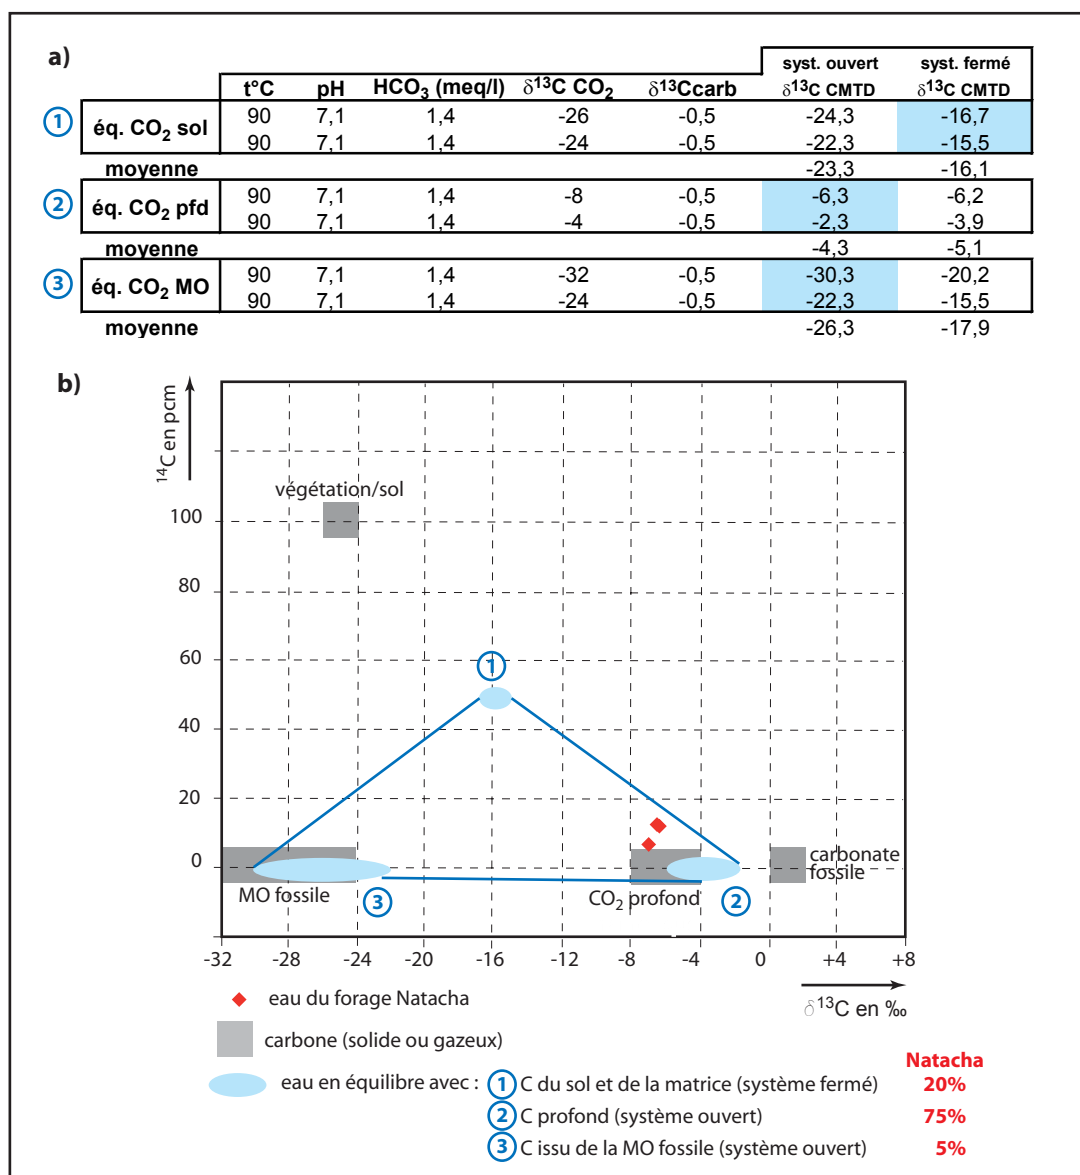 a)
syst. ouvert syst. fermé
t°C pH HCO3 (meq/l) δ13C CO2 δ13Ccarb δ13C CMTD δ13C CMTD
1 éq. CO2 sol 90 7,1 1,4 -26 -0,5 -24,3 -16,7
90 7,1 1,4 -24 -0,5 -22,3 -15,5
moyenne -23,3 -16,1
2 éq. CO2 pfd 90 7,1 1,4 -8 -0,5 -6,3 -6,2
90 7,1 1,4 -4 -0,5 -2,3 -3,9
moyenne -4,3 -5,1
3 éq. CO2 MO 90 7,1 1,4 -32 -0,5 -30,3 -20,2
90 7,1 1,4 -24 -0,5 -22,3 -15,5
moyenne -26,3 -17,9
b)
14C en pcm
végétation/sol
100
80
60
1
40
20
0
MO fossile
3
CO2 profond
2
carbonate
fossile
-32 -28 -24 -20 -16 -12 -8 -4 0 +4 +8
δ13C en ‰
eau du forage Natacha
carbone (solide ou gazeux)
Natacha
eau en équilibre avec : 1 C du sol et de la matrice (système fermé) 20%
2 C profond (système ouvert) 75%
3 C issu de la MO fossile (système ouvert) 5%